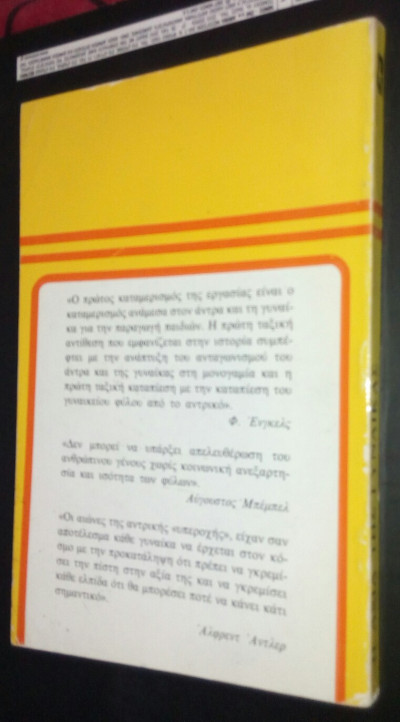 «Ο πρώτος καταμερισμός της εργασίας είναι ο
καταμερισμός ανάμεσα στον άντρα και τη γυναί-
κα για την παραγωγή παιδιών. Η πρώτη ταξική
αντίθεση που εμφανίζεται στην ιστορία συμπέ-
φτει με την ανάπτυξη του ανταγωνισμού του
άντρα και της γυναίκας στη μονογαμία και η
πρώτη ταξική καταπίεση με την καταπίεση του
γυναικείου φύλου από το αντρικό».
Φ. Ένγκελς
«Δεν μπορεί να υπάρξει απελευθέρωση του
ανθρώπινου γένους χωρίς κοινωνική ανεξαρτη-
σία και ισότητα των φύλων».
Αύγουστος Μπέμπελ
«Οι αιώνες της αντρικής «υπεροχής», είχαν σαν
αποτέλεσμα κάθε γυναίκα να έρχεται στον κό-
σμο με την προκατάληψη ότι πρέπει να γκρεμί-
σει την πίστη στην αξία της και να γκρεμίσει
κάθε ελπίδα ότι θα μπορέσει ποτέ να κάνει κάτι
σημαντικό».
Άλφρεντ Άντλερ